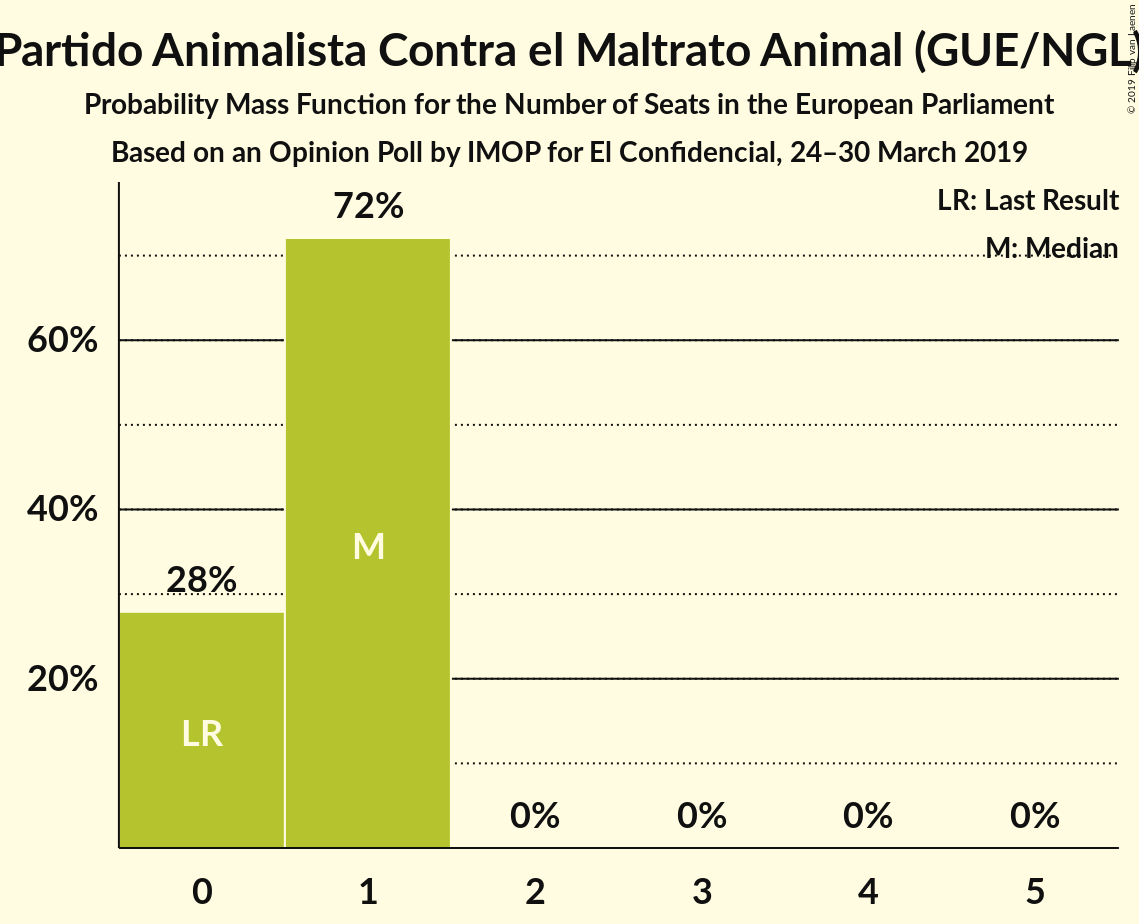 Partido Animalista Contra el Maltrato Animal (GUE/NGL)
© 2019 Filip van Laenen
Probability Mass Function for the Number of Seats in the European Parliament
Based on an Opinion Poll by IMOP for El Confidencial, 24–30 March 2019
LR: Last Result
M: Median
72%
60%
40%
M
28%
20%
LR
0% 0% 0% 0%
0 1 2 3 4 5